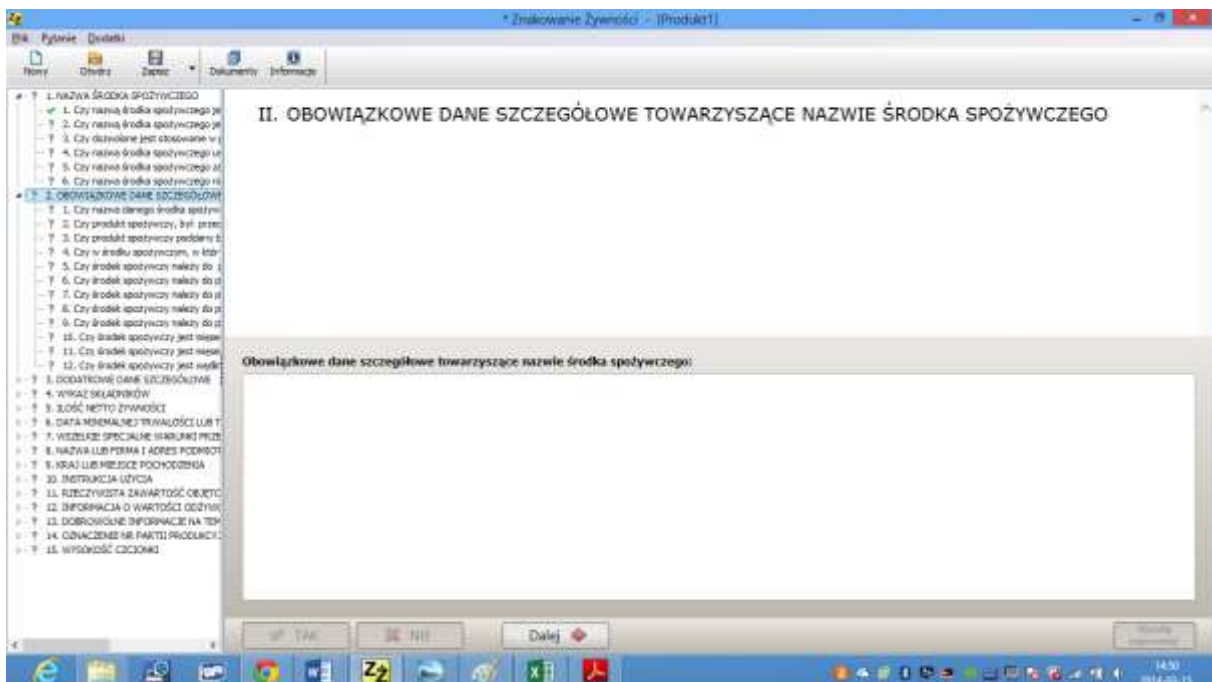 * Znakowanie Żywności - [Produkt1]
Plik Pytanie Dodatki
Nowy Otwórz Zapisz Dokumenty Informacje
1. NAZWA ŚRODKA SPOŻYWCZEGO
1. Czy nazwa środka spożywczego je
2. Czy nazwa środka spożywczego je
3. Czy dozwolone jest stosowanie w
4. Czy nazwa środka spożywczego
5. Czy nazwa środka spożywczego
6. Czy nazwa środka spożywczego
2. OBOWIĄZKOWE DANE SZCZEGÓŁOWE
1. Czy nazwa danego środka spożyw
2. Czy produkt spożywczy, był
3. Czy produkt spożywczy poddany
4. Czy w środku spożywczym, w któr
5. Czy środek spożywczy należy do
6. Czy środek spożywczy należy do
7. Czy środek spożywczy należy do
8. Czy środek spożywczy należy do
9. Czy środek spożywczy należy do
10. Czy środek spożywczy jest
11. Czy środek spożywczy jest
12. Czy środek spożywczy jest
3. DODATKOWE DANE SZCZEGÓŁOWE
4. WYKAZ SKŁADNIKÓW
5. ILOŚĆ NETTO ŻYWNOŚCI
6. DATA MINIMALNEJ TRWAŁOŚCI LUB T
7. WSZELKIE SPECJALNE WARUNKI PRZE
8. NAZWA LUB FIRMA I ADRES PODMIOT
9. KRAJ LUB MIEJSCE POCHODZENIA
10. INSTRUKCJA UŻYCIA
11. RZECZYWISTA ZAWARTOŚĆ OBJĘTO
12. INFORMACJA O WARTOŚCI ODŻYW
13. DOBROWOLNE INFORMACJE NA TEM
14. OZNACZENIE NR PARTII PRODUKCY
15. WYSOKOŚĆ CZCIONKI
II. OBOWIĄZKOWE DANE SZCZEGÓŁOWE TOWARZYSZĄCE NAZWIE ŚRODKA SPOŻYWCZEGO
Obowiązkowe dane szczegółowe towarzyszące nazwie środka spożywczego:
TAK NIE Dalej
14:50